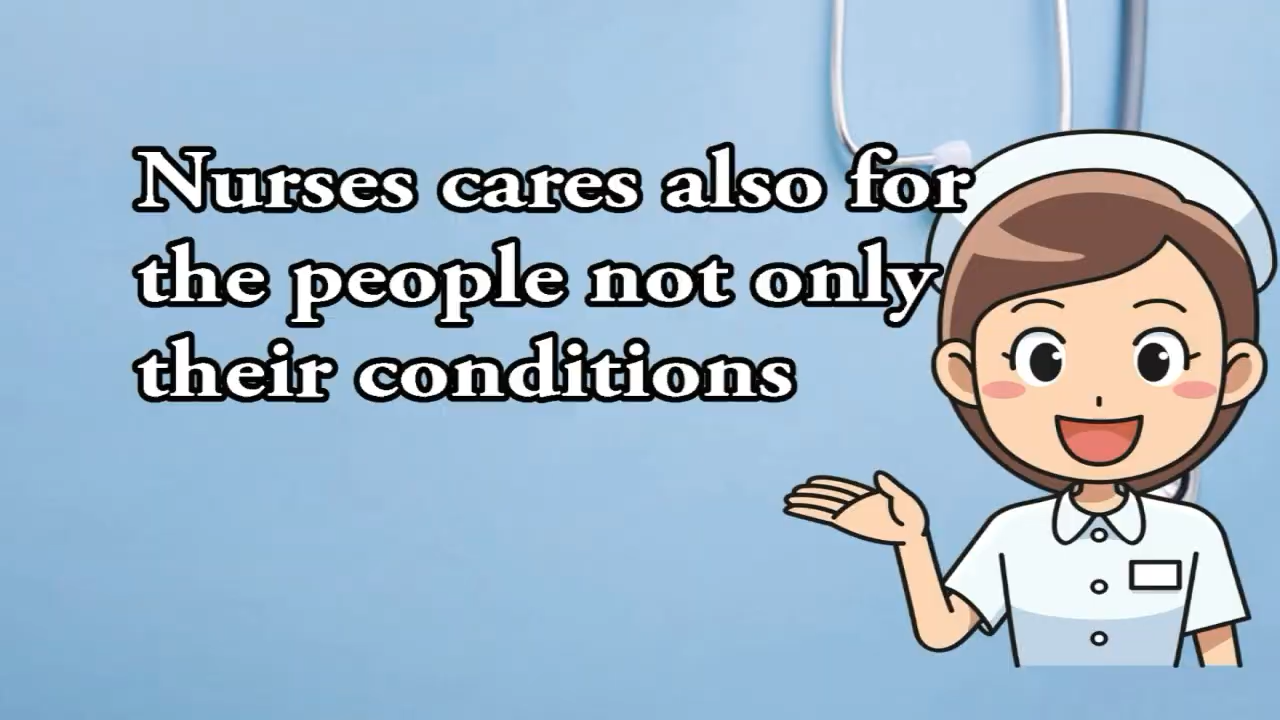 Nurses cares also for
the people not only
their conditions